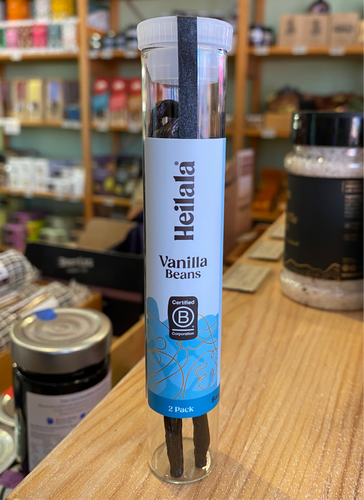 Heilala®
Vanilla
Beans
Certified
B
Corporation
2 Pack